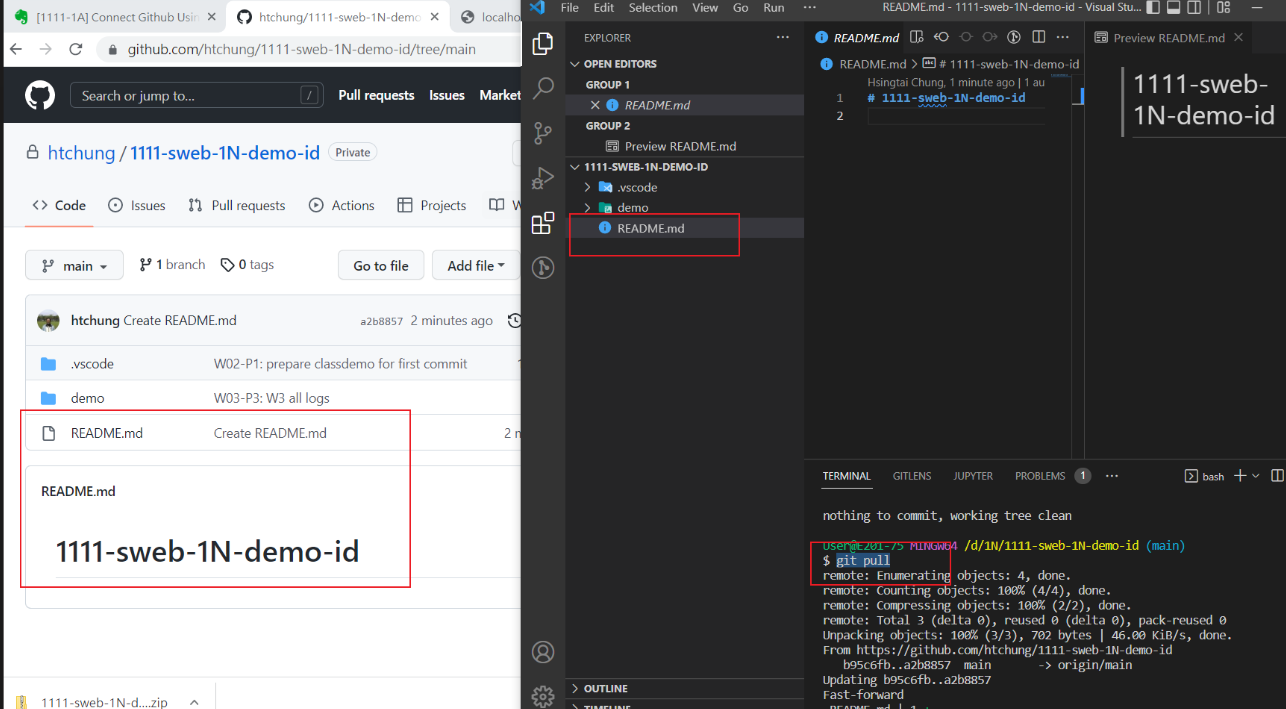 [1111-1A] Connect Github Usin
htchung/1111-sweb-1N-demo
localho
github.com/htchung/1111-sweb-1N-demo-id/tree/main
Search or jump to...
/
Pull requests
Issues
Market
htchung / 1111-sweb-1N-demo-id
Private
Code
Issues
Pull requests
Actions
Projects
W
main
1 branch
0 tags
Go to file
Add file
htchung Create README.md
a2b8857 2 minutes ago
.vscode
W02-P1: prepare classdemo for first commit
demo
W03-P3: W3 all logs
README.md
Create README.md
2 m
README.md
1111-sweb-1N-demo-id
1111-sweb-1N-d....zip
File Edit Selection View Go Run ...
README.md - 1111-sweb-1N-demo-id - Visual Stu...
EXPLORER
...
OPEN EDITORS
GROUP 1
README.md
GROUP 2
Preview README.md
1111-SWEB-1N-DEMO-ID
.vscode
demo
README.md
OUTLINE
TIMELINE
README.md
...
README.md > # 1111-sweb-1N-demo-id
Hsingtai Chung, 1 minute ago | 1 au
1 # 1111-sweb-1N-demo-id
2
Preview README.md
1111-sweb-
1N-demo-id
TERMINAL GITLENS JUPYTER PROBLEMS 1 ...
bash
nothing to commit, working tree clean
User@E201-75 MINGW64 /d/1N/1111-sweb-1N-demo-id (main)
$ git pull
remote: Enumerating objects: 4, done.
remote: Counting objects: 100% (4/4), done.
remote: Compressing objects: 100% (2/2), done.
remote: Total 3 (delta 0), reused 0 (delta 0), pack-reused 0
Unpacking objects: 100% (3/3), 702 bytes | 46.00 KiB/s, done.
From https://github.com/htchung/1111-sweb-1N-demo-id
b95c6fb..a2b8857 main -> origin/main
Updating b95c6fb..a2b8857
Fast-forward
README.md | 1 +